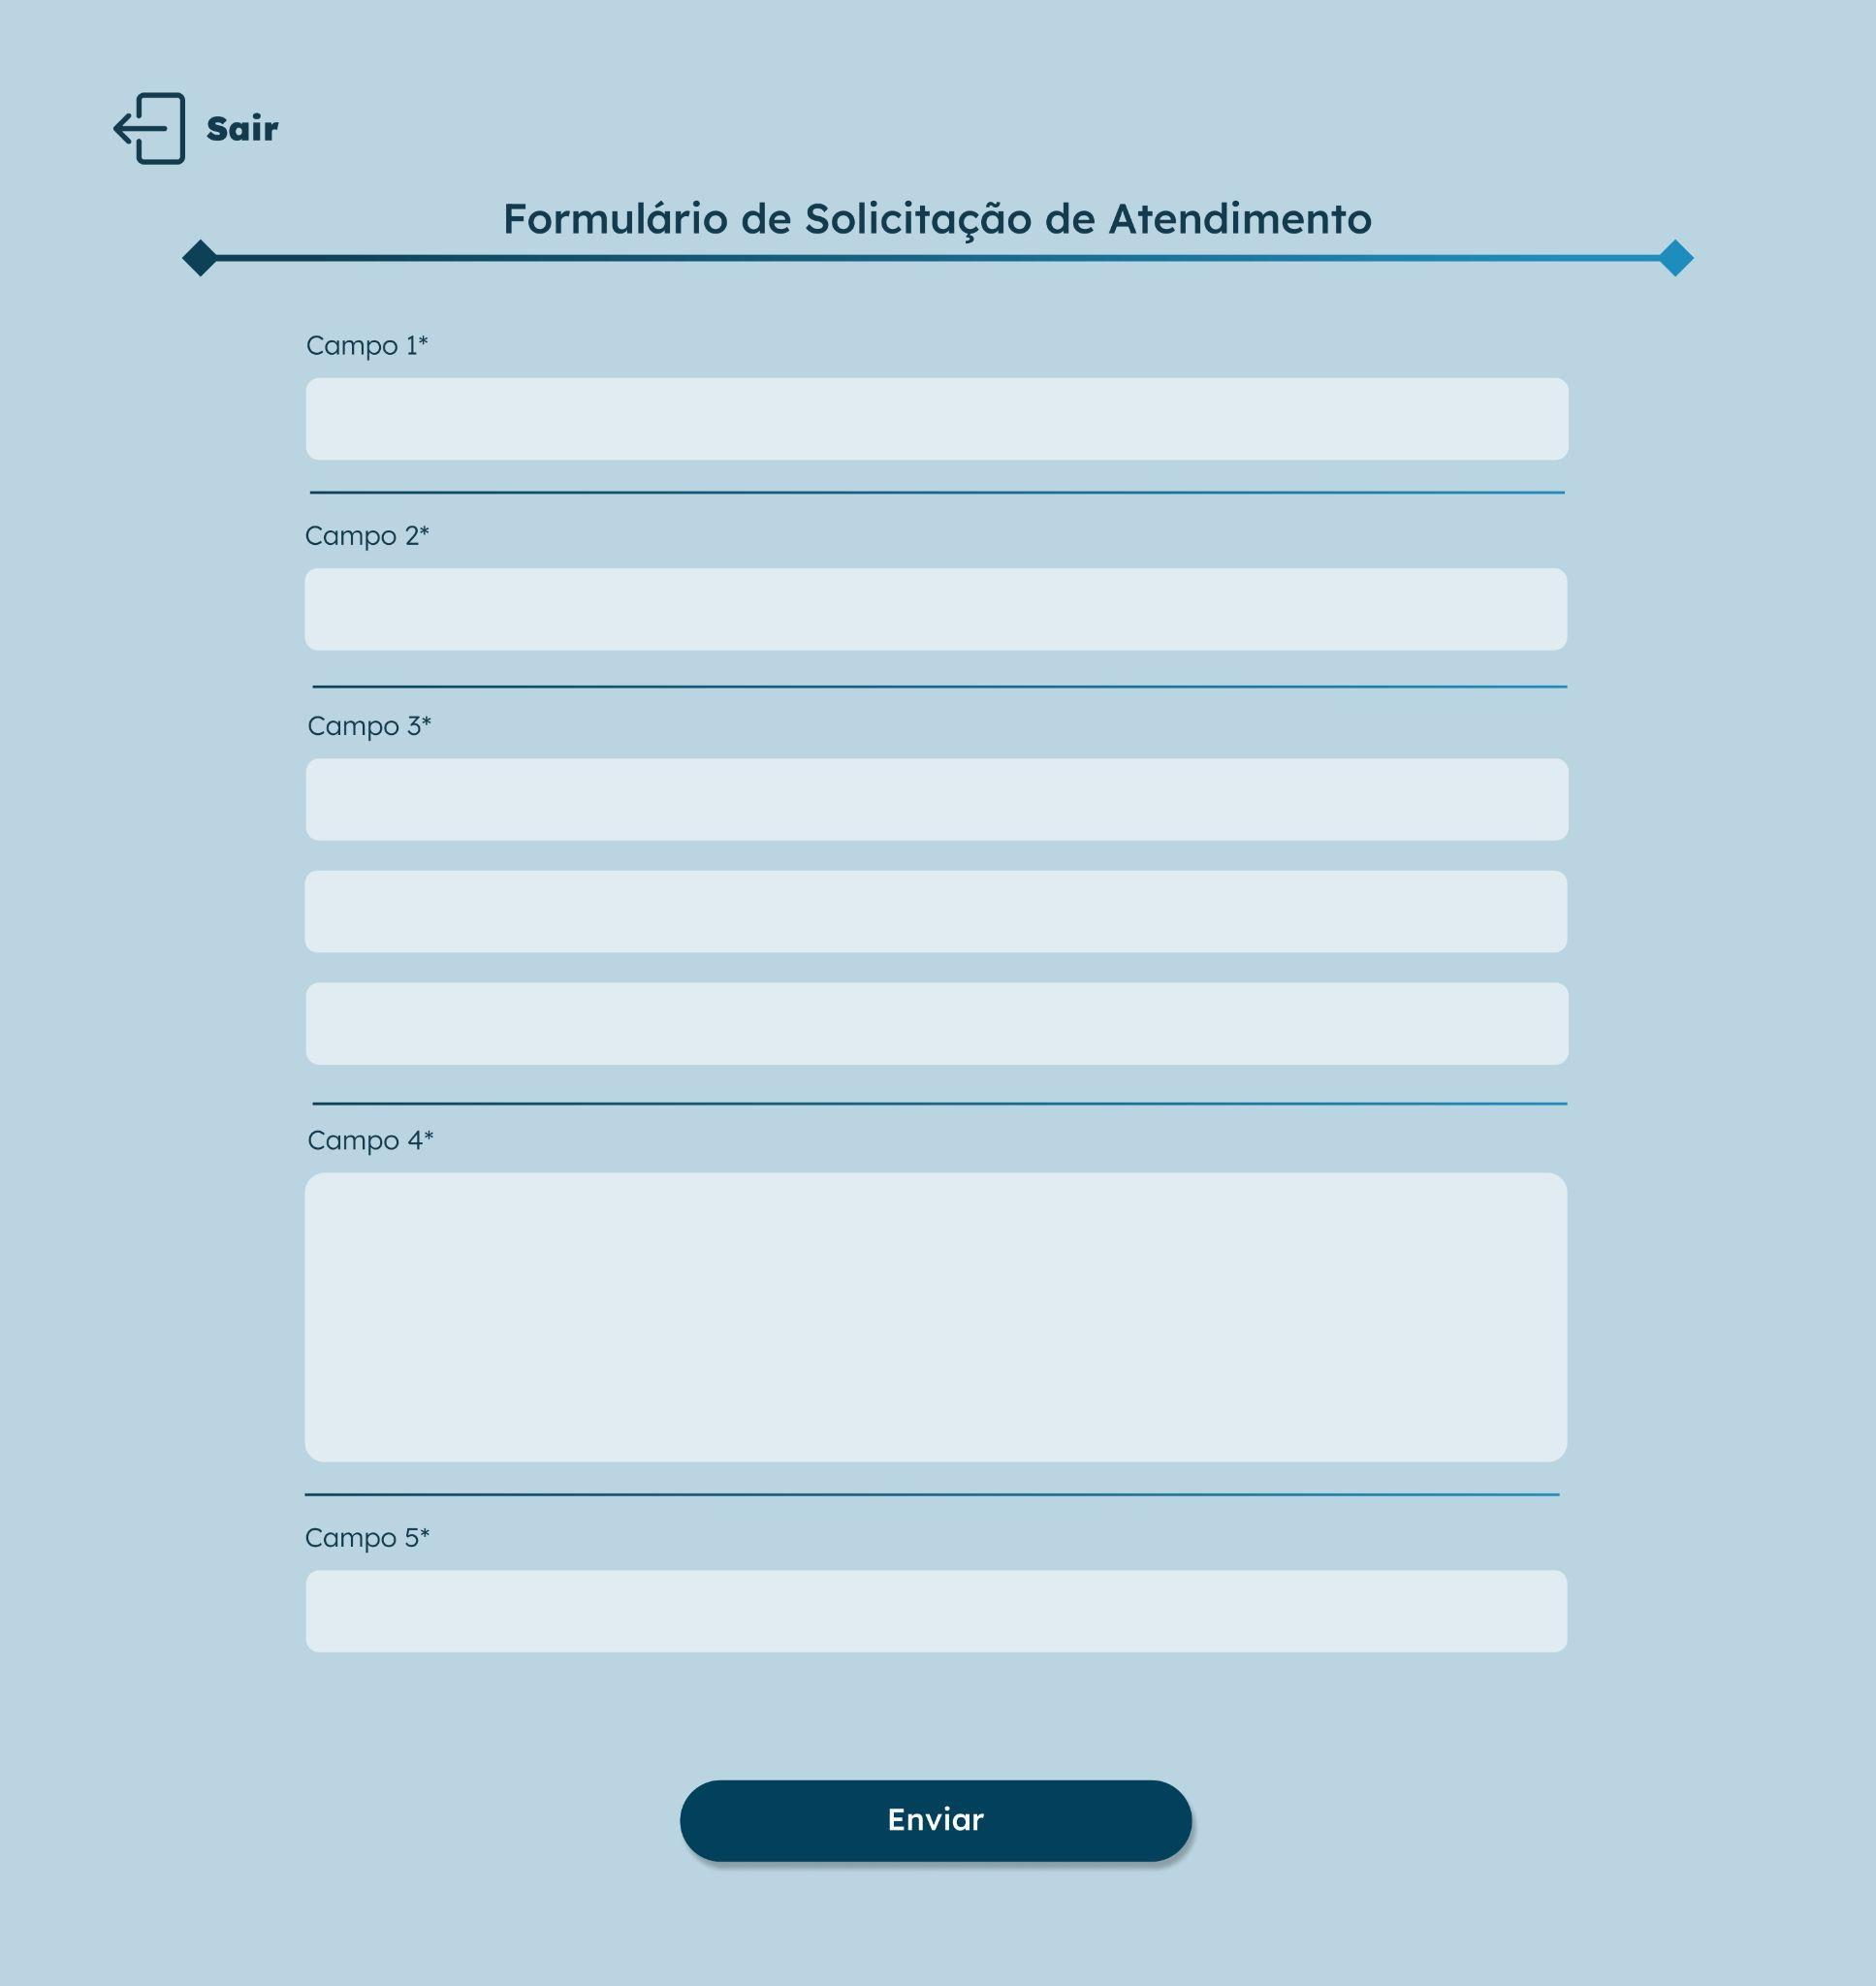 Sair
Formulário de Solicitação de Atendimento
Campo 1*
Campo 2*
Campo 3*
Campo 4*
Campo 5*
Enviar